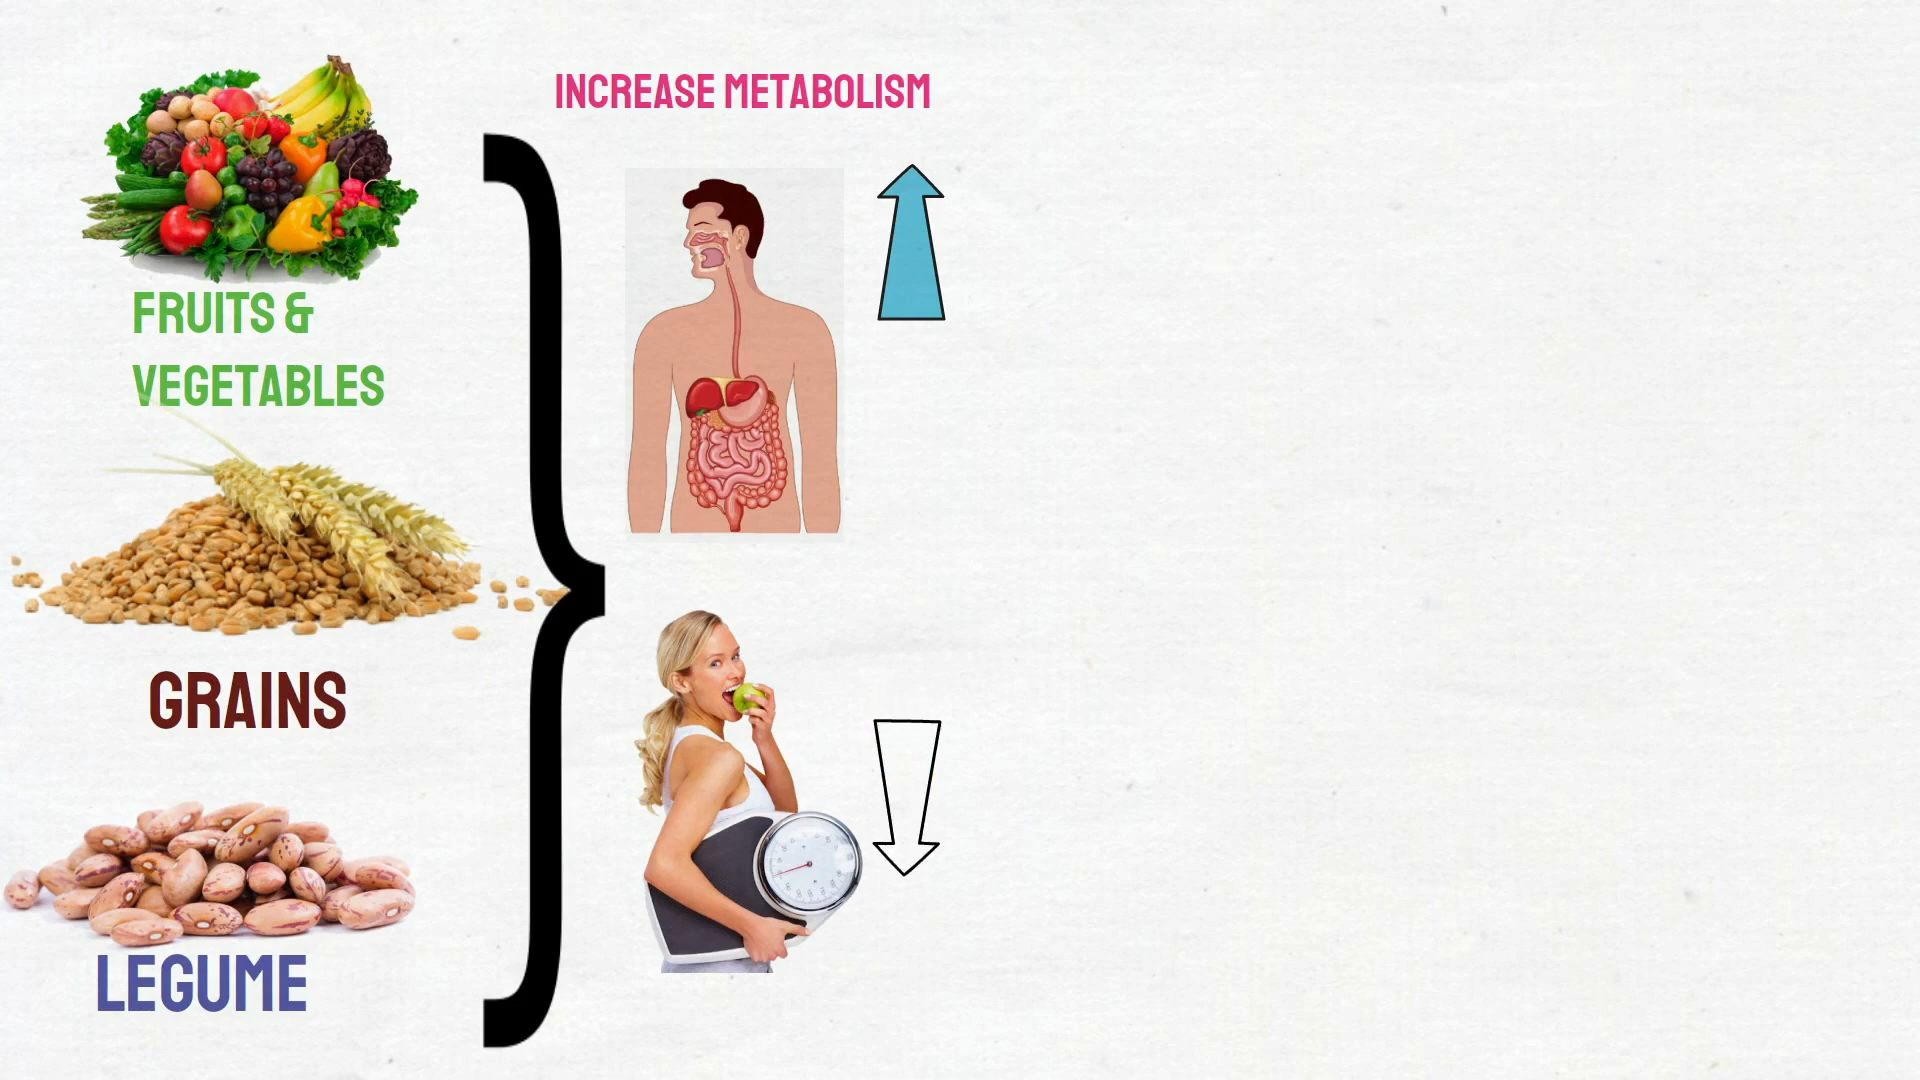 INCREASE METABOLISM
FRUITS &
VEGETABLES
GRAINS
LEGUME